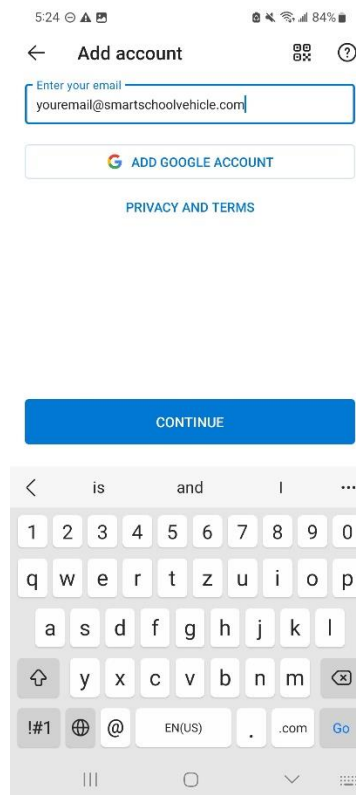 5:24 84%
Add account
Enter your email
youremail@smartschoolvehicle.com
G ADD GOOGLE ACCOUNT
PRIVACY AND TERMS
CONTINUE
is and I
1 2 3 4 5 6 7 8 9 0
q w e r t z u i o p
a s d f g h j k l
y x c v b n m
!#1 @ EN(US) . .com Go